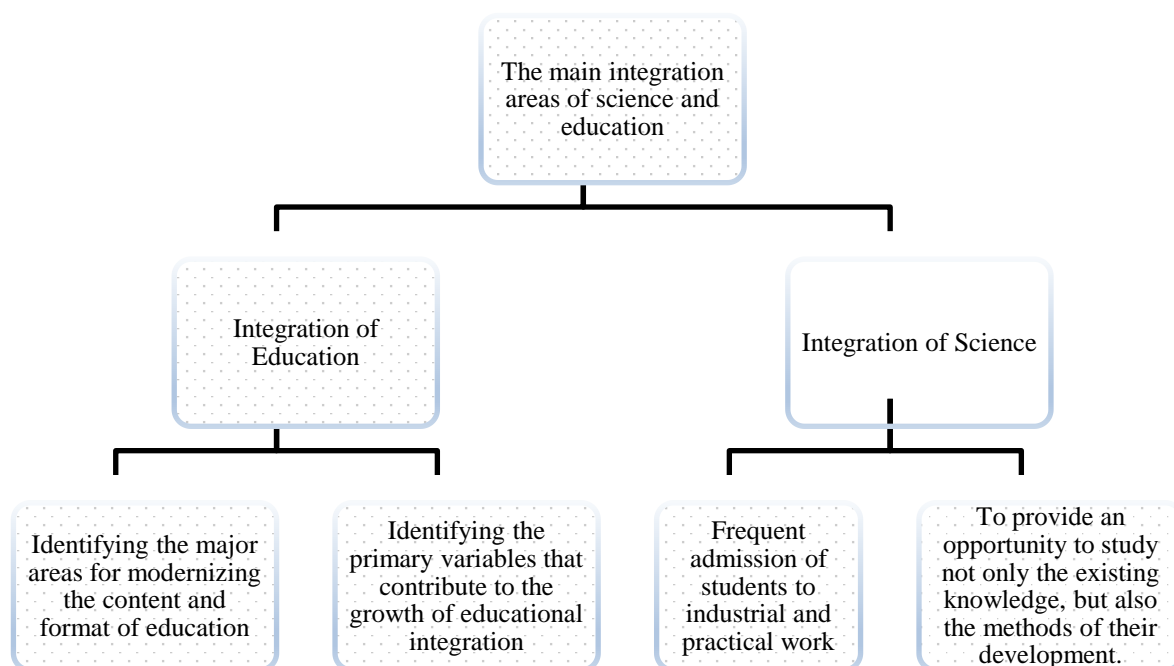 The main integration
areas of science and
education
Integration of
Education
Integration of Science
Identifying the major
areas for modernizing
the content and
format of education
Identifying the
primary variables that
contribute to the
growth of educational
integration
Frequent
admission of
students to
industrial and
practical work
To provide an
opportunity to study
not only the existing
knowledge, but also
the methods of their
development.